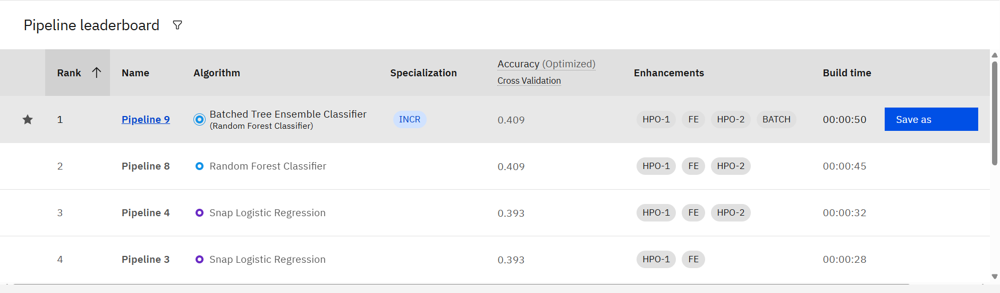 Pipeline leaderboard
Rank Name Algorithm Specialization Accuracy (Optimized) Enhancements Build time
Cross Validation
1 Pipeline 9 Batched Tree Ensemble Classifier INCR 0.409 HPO-1 FE HPO-2 BATCH 00:00:50 Save as
(Random Forest Classifier)
2 Pipeline 8 Random Forest Classifier 0.409 HPO-1 FE HPO-2 00:00:45
3 Pipeline 4 Snap Logistic Regression 0.393 HPO-1 FE HPO-2 00:00:32
4 Pipeline 3 Snap Logistic Regression 0.393 HPO-1 FE 00:00:28